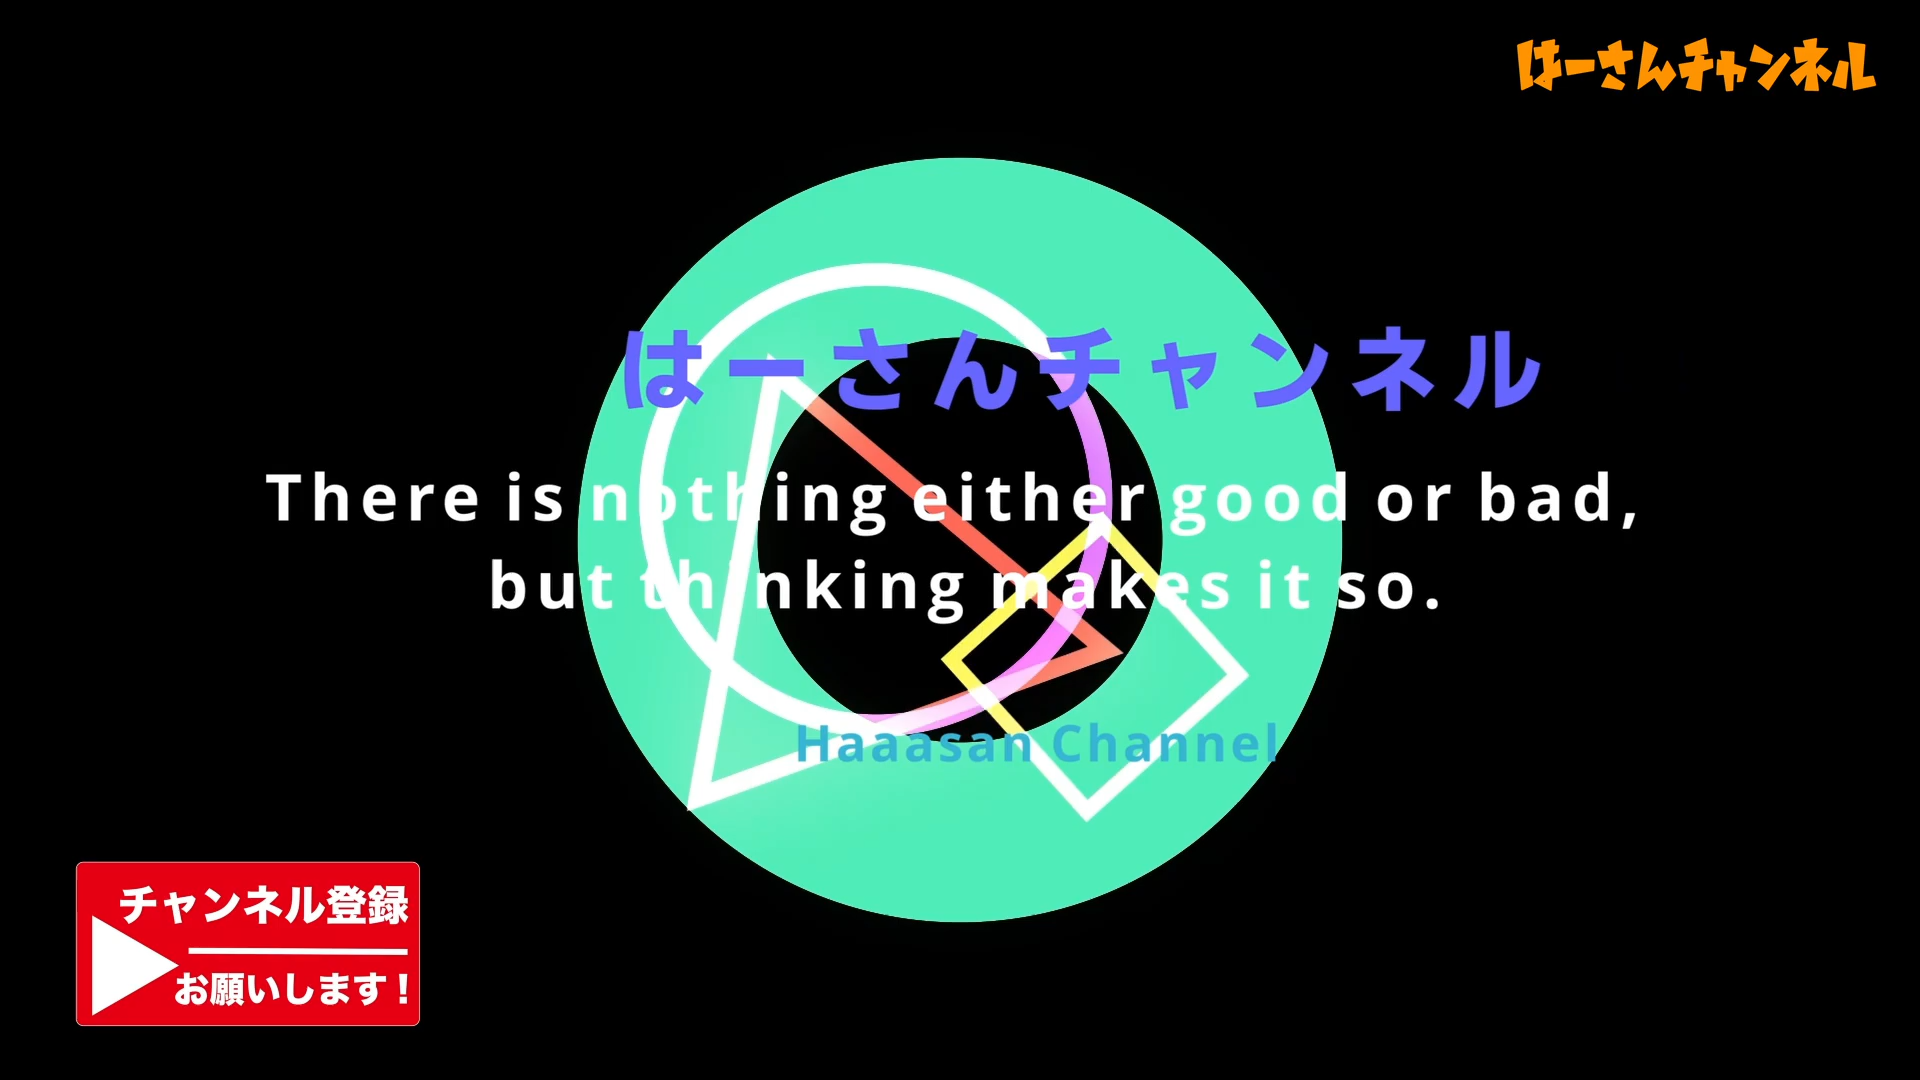 はーさんチャンネル
はーさんチャンネル
There is nothing either good or bad,
but thinking makes it so.
Haaasan Channel
チャンネル登録
お願いします！